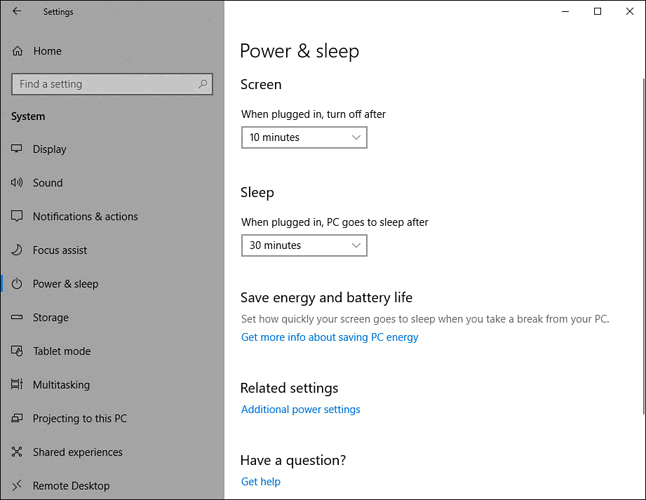 Settings
Home
Find a setting
System
Display
Sound
Notifications & actions
Focus assist
Power & sleep
Storage
Tablet mode
Multitasking
Projecting to this PC
Shared experiences
Remote Desktop
Power & sleep
Screen
When plugged in, turn off after
10 minutes
Sleep
When plugged in, PC goes to sleep after
30 minutes
Save energy and battery life
Set how quickly your screen goes to sleep when you take a break from your PC.
Get more info about saving PC energy
Related settings
Additional power settings
Have a question?
Get help